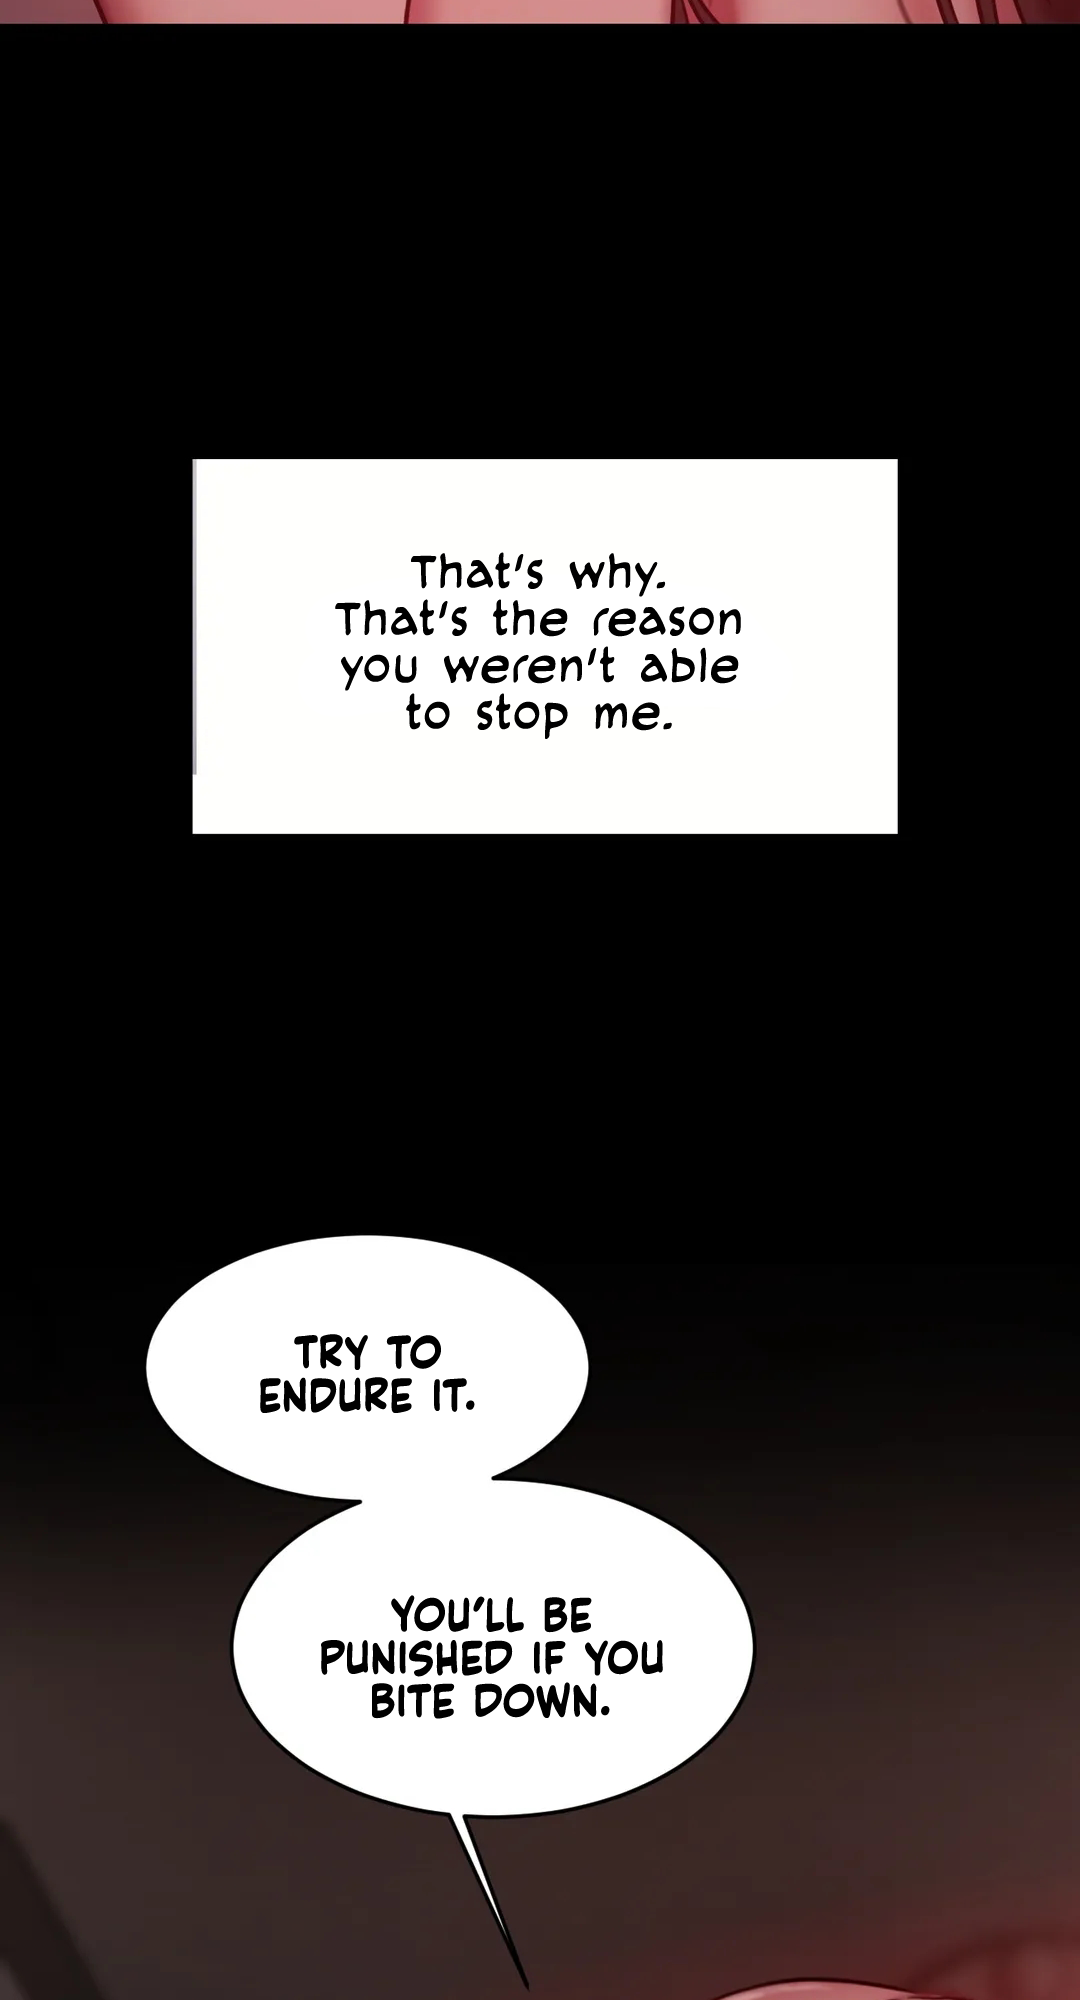 That's why.
That's the reason
you weren't able
to stop me.
TRY TO
ENDURE IT.
YOU'LL BE
PUNISHED IF YOU
BITE DOWN.